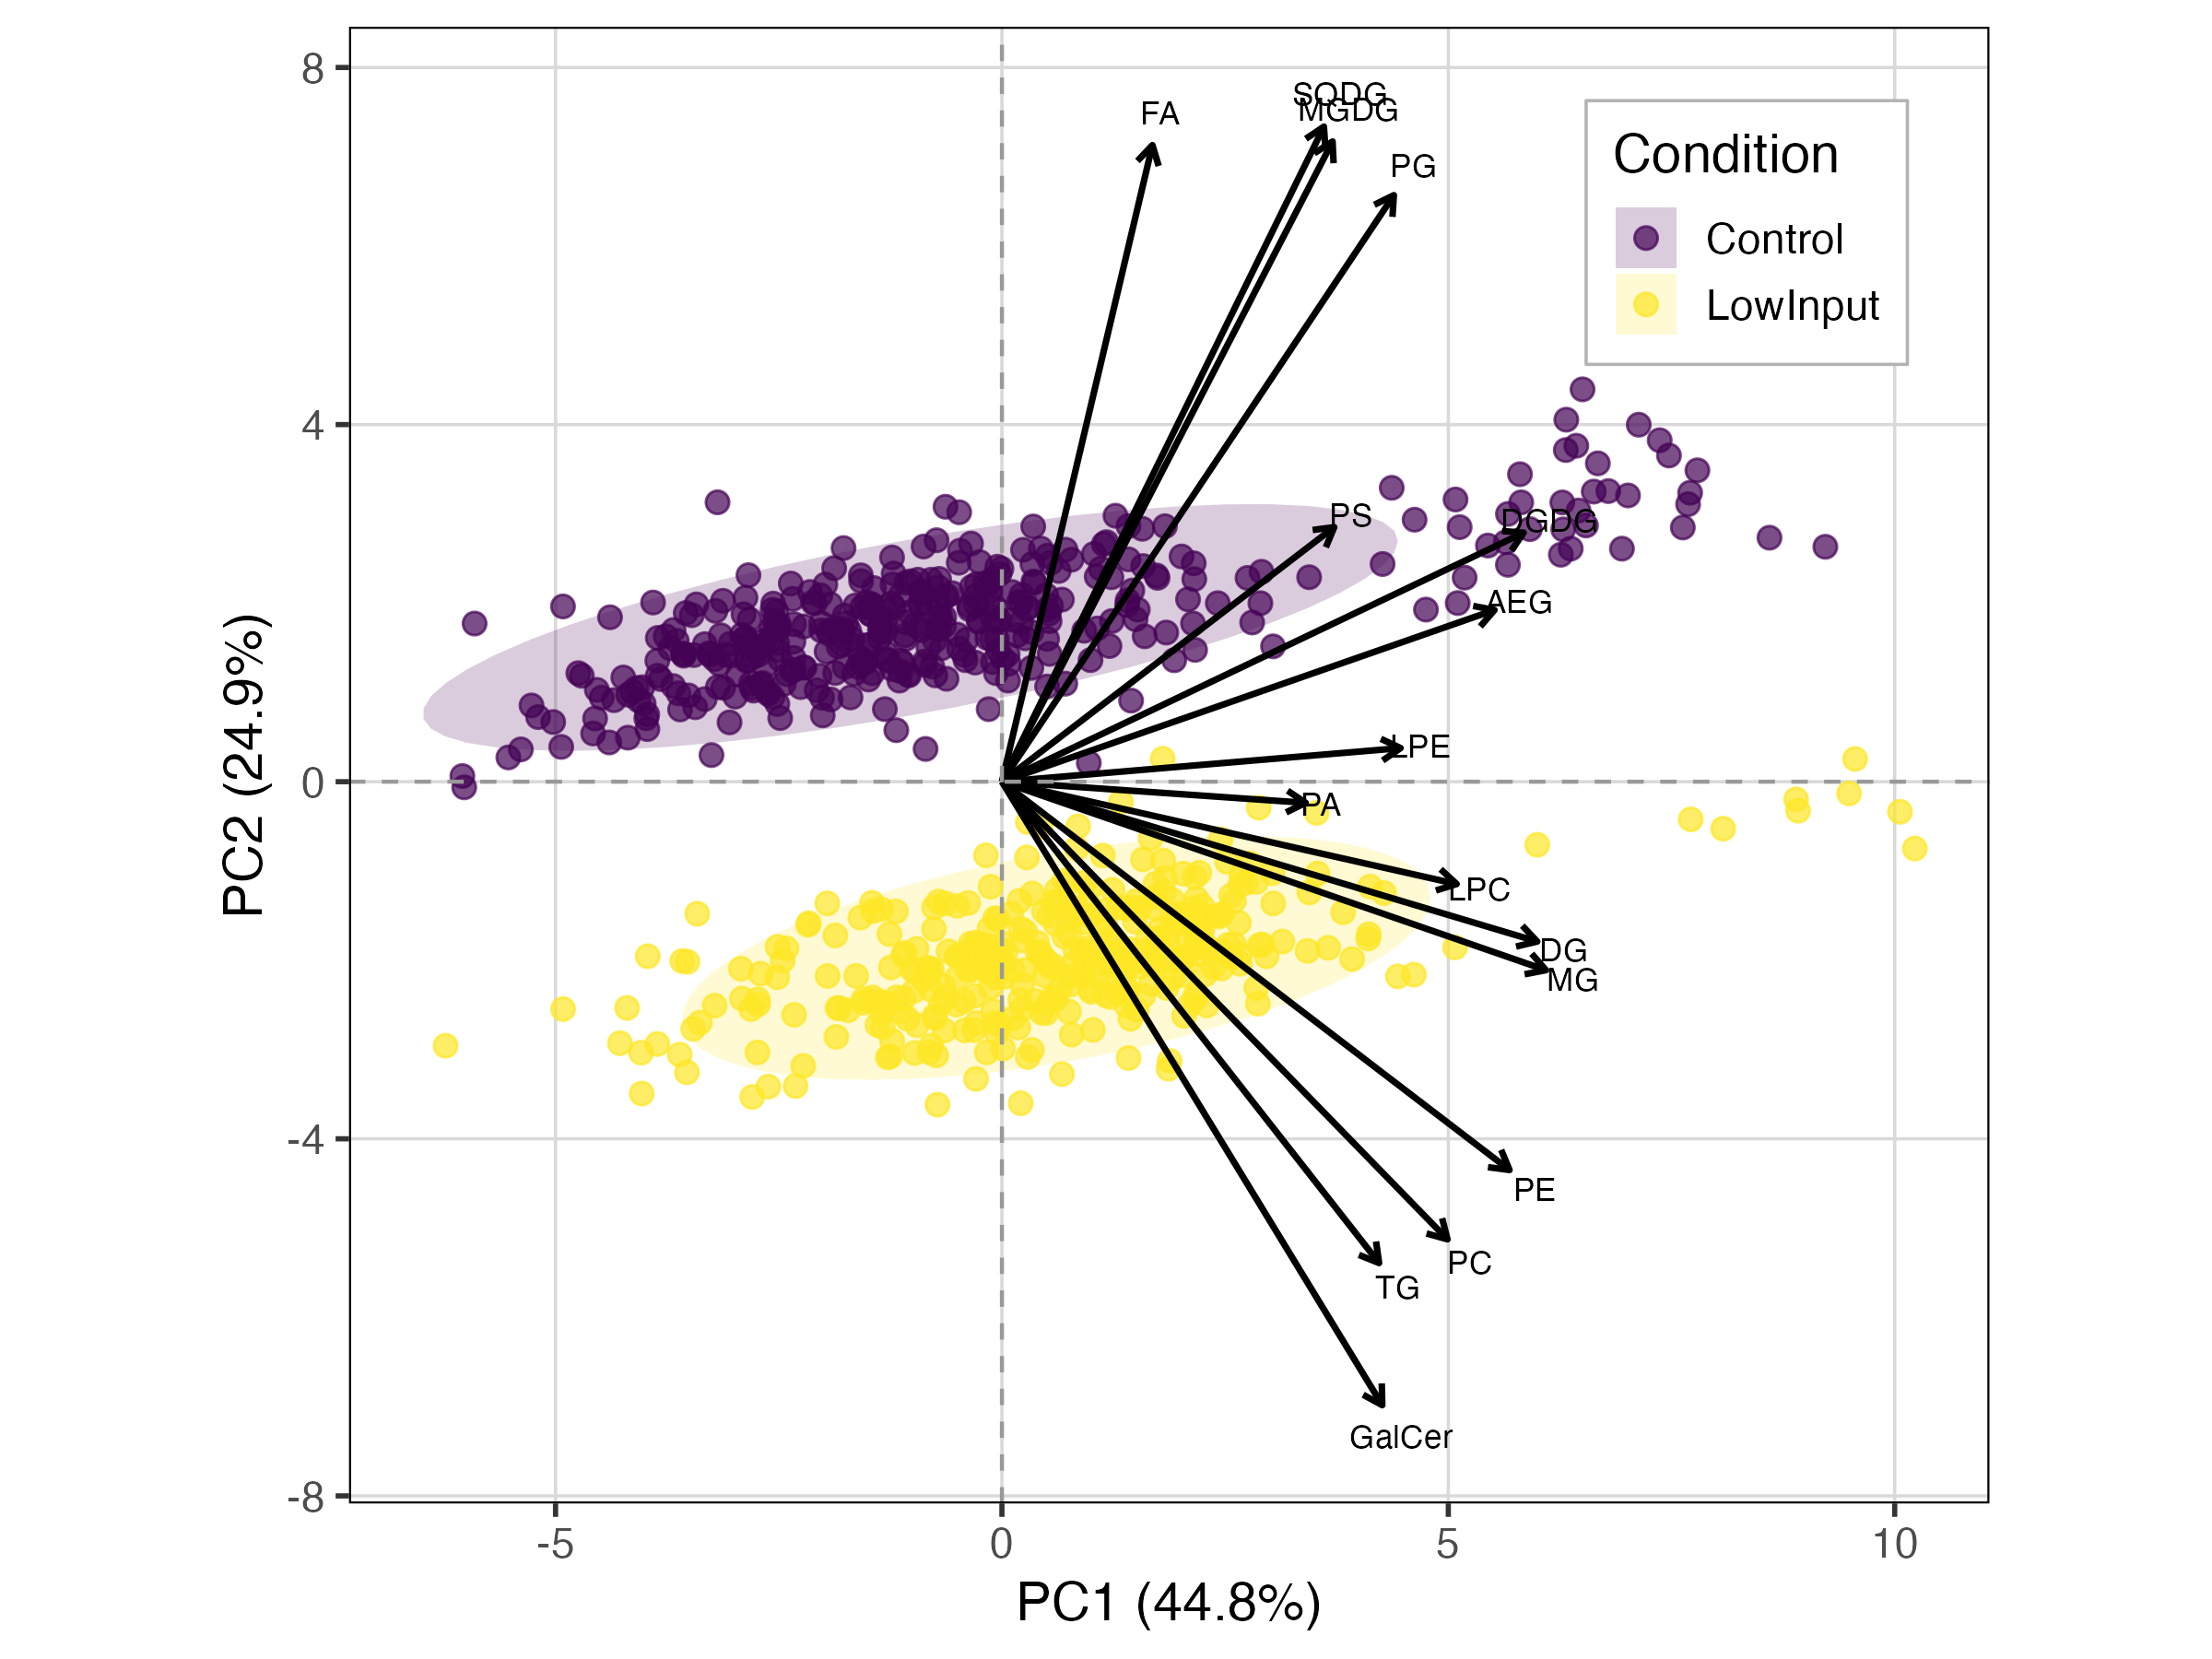 8
4
0
-4
-8
PC2 (24.9%)
-5
0
5
10
PC1 (44.8%)
Condition
Control
LowInput
FA
SQDG
MGDG
PG
PS
DGDG
AEG
LPE
PA
LPC
DG
MG
PE
PC
TG
GalCer